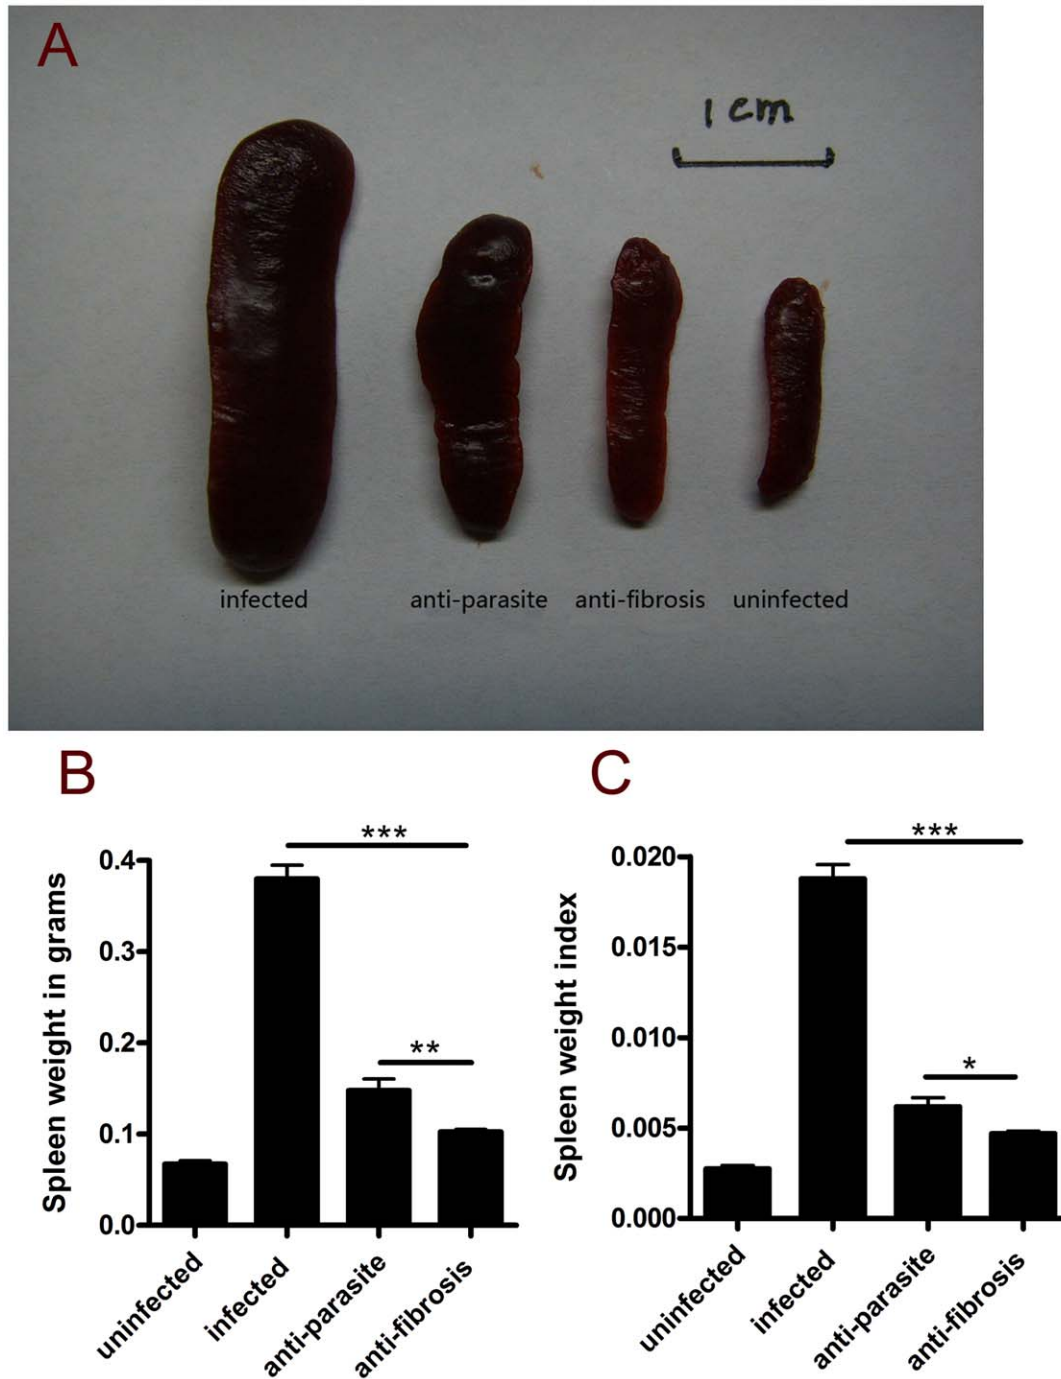 A
1 cm
infected
anti-parasite
anti-fibrosis
uninfected
B
***
**
0.4
0.3
0.2
0.1
0.0
Spleen weight in grams
uninfected
infected
anti-parasite
anti-fibrosis
C
***
*
0.020
0.015
0.010
0.005
0.000
Spleen weight index
uninfected
infected
anti-parasite
anti-fibrosis